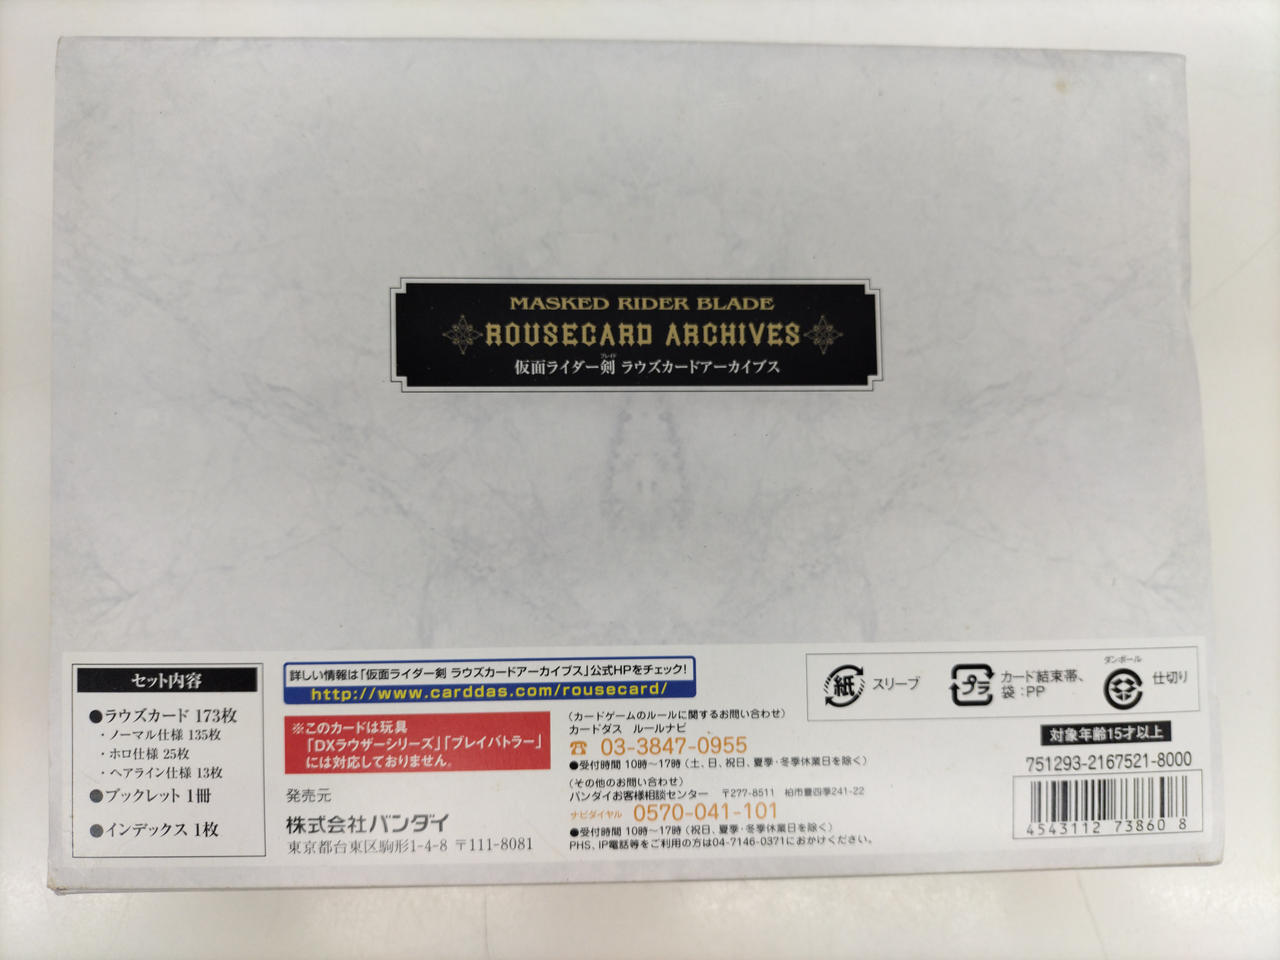 MASKED RIDER BLADE
ROUSECARD ARCHIVES
ブレイド
仮面ライダー剣 ラウズカードアーカイブス
セット内容
●ラウズカード 173枚
・ノーマル仕様 135枚
・ホロ仕様 25枚
・ヘアライン仕様 13枚
●ブックレット 1冊
●インデックス 1枚
詳しい情報は「仮面ライダー剣 ラウズカードアーカイブス」公式HPをチェック!
http://www.carddas.com/rousecard/
※このカードは玩具
「DXラウザーシリーズ」「ブレイバトラー」
には対応しておりません。
発売元
株式会社バンダイ
東京都台東区駒形1-4-8 〒111-8081
(カードゲームのルールに関するお問い合わせ)
カードダス ルールナビ
☎ 03-3847-0955
●受付時間 10時〜17時(土、日、祝日、夏季・冬季休業日を除く)
(その他のお問い合わせ)
バンダイお客様相談センター 〒277-8511 柏市豊四季241-22
ナビダイヤル 0570-041-101
●受付時間 10時〜17時(祝日、夏季・冬季休業日を除く)
PHS、IP電話等をご利用の方は04-7146-0371におかけください。
紙 スリーブ
プラ カード結束帯、
袋:PP
ダンボール
仕切り
対象年齢15才以上
751293-2167521-8000
4543112 73860 8